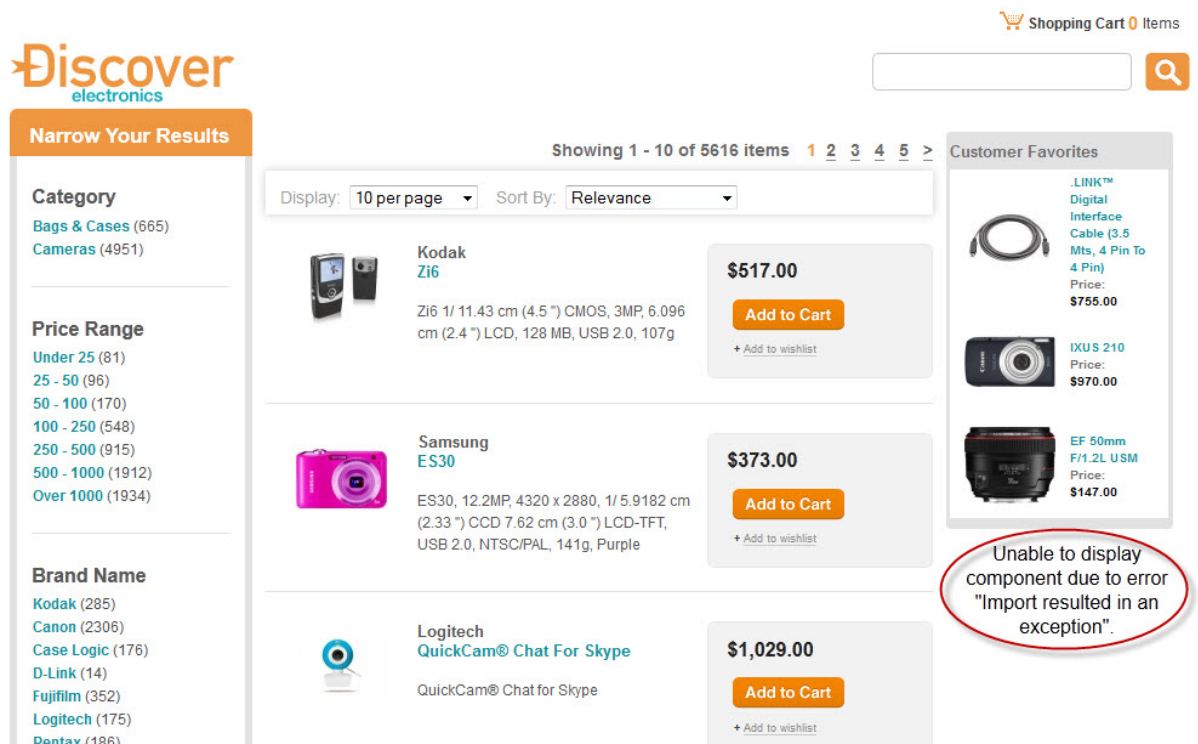 Shopping Cart 0 Items
Discover
electronics
Narrow Your Results
Category
Bags & Cases (665)
Cameras (4951)
Price Range
Under 25 (81)
25 - 50 (96)
50 - 100 (170)
100 - 250 (548)
250 - 500 (915)
500 - 1000 (1912)
Over 1000 (1934)
Brand Name
Kodak (285)
Canon (2306)
Case Logic (176)
D-Link (14)
Fujifilm (352)
Logitech (175)
Pentax (186)
Showing 1 - 10 of 5616 items 1 2 3 4 5 >
Display: 10 per page Sort By: Relevance
Kodak
Zi6
Zi6 1/ 11.43 cm (4.5 ") CMOS, 3MP, 6.096
cm (2.4 ") LCD, 128 MB, USB 2.0, 107g
$517.00
Add to Cart
+ Add to wishlist
Samsung
ES30
ES30, 12.2MP, 4320 x 2880, 1/ 5.9182 cm
(2.33 ") CCD 7.62 cm (3.0 ") LCD-TFT,
USB 2.0, NTSC/PAL, 141g, Purple
$373.00
Add to Cart
+ Add to wishlist
Logitech
QuickCam® Chat For Skype
QuickCam® Chat for Skype
$1,029.00
Add to Cart
+ Add to wishlist
Customer Favorites
.LINK™
Digital
Interface
Cable (3.5
Mts, 4 Pin To
4 Pin)
Price:
$755.00
IXUS 210
Price:
$970.00
EF 50mm
F/1.2L USM
Price:
$147.00
Unable to display
component due to error
"Import resulted in an
exception".